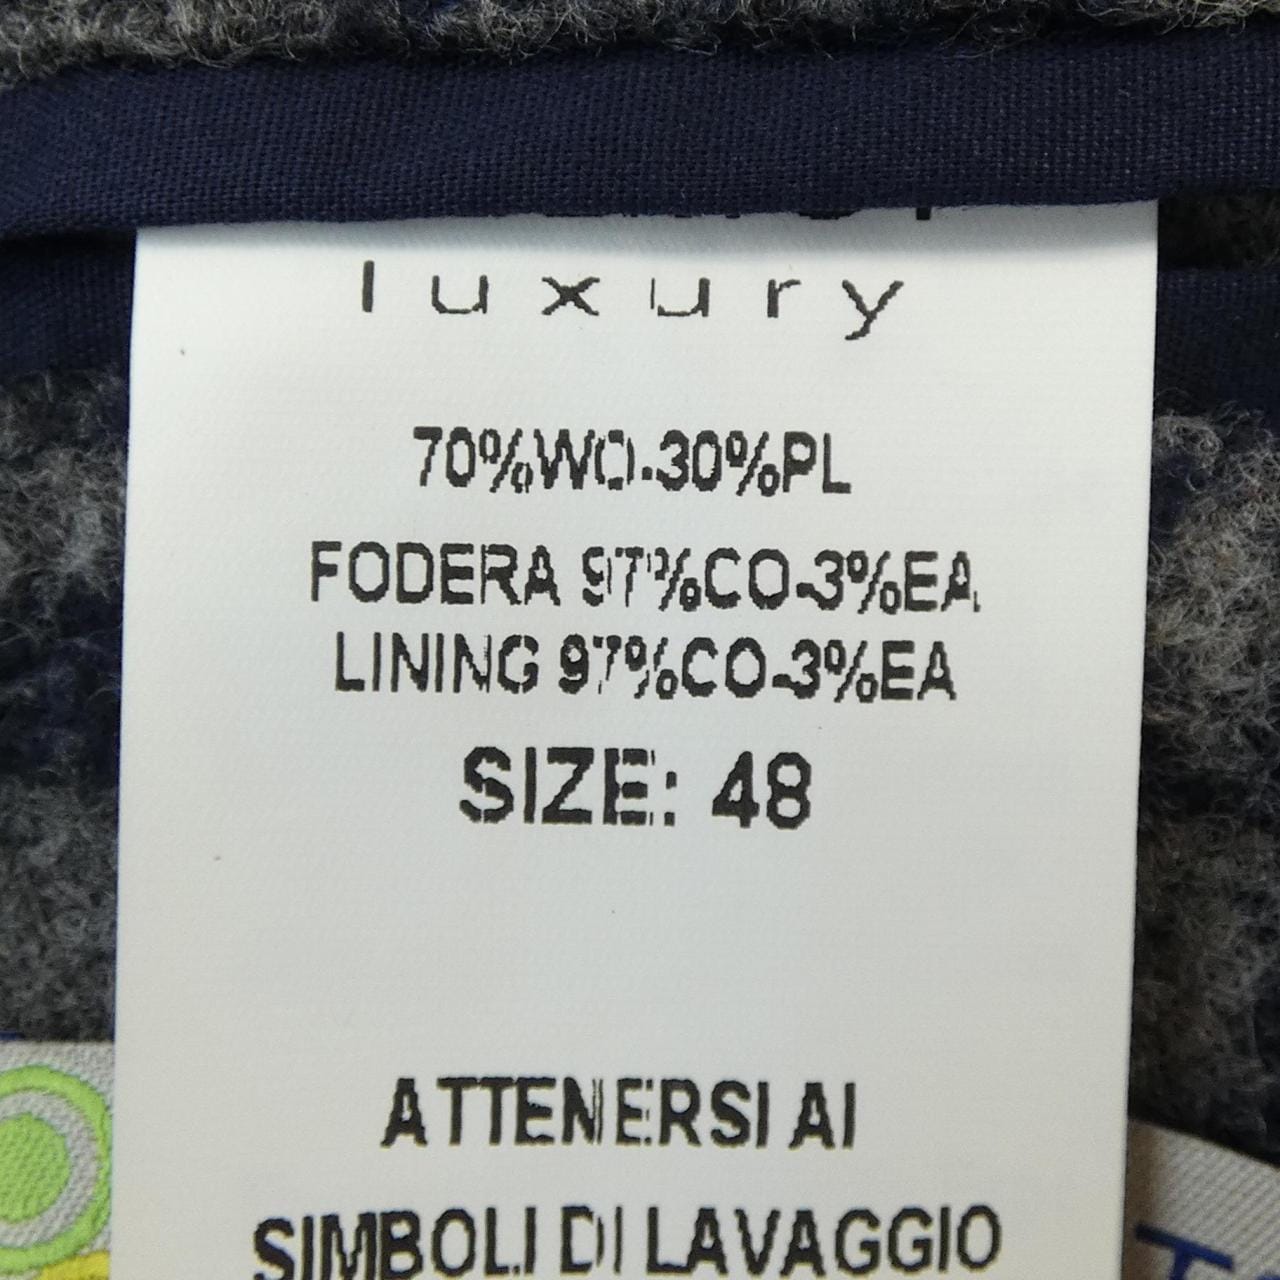 luxury
70%WO-30%PL
FODERA 97%CO-3%EA
LINING 97%CO-3%EA
SIZE: 48
ATTENERSI AI
SIMBOLI DI LAVAGGIO